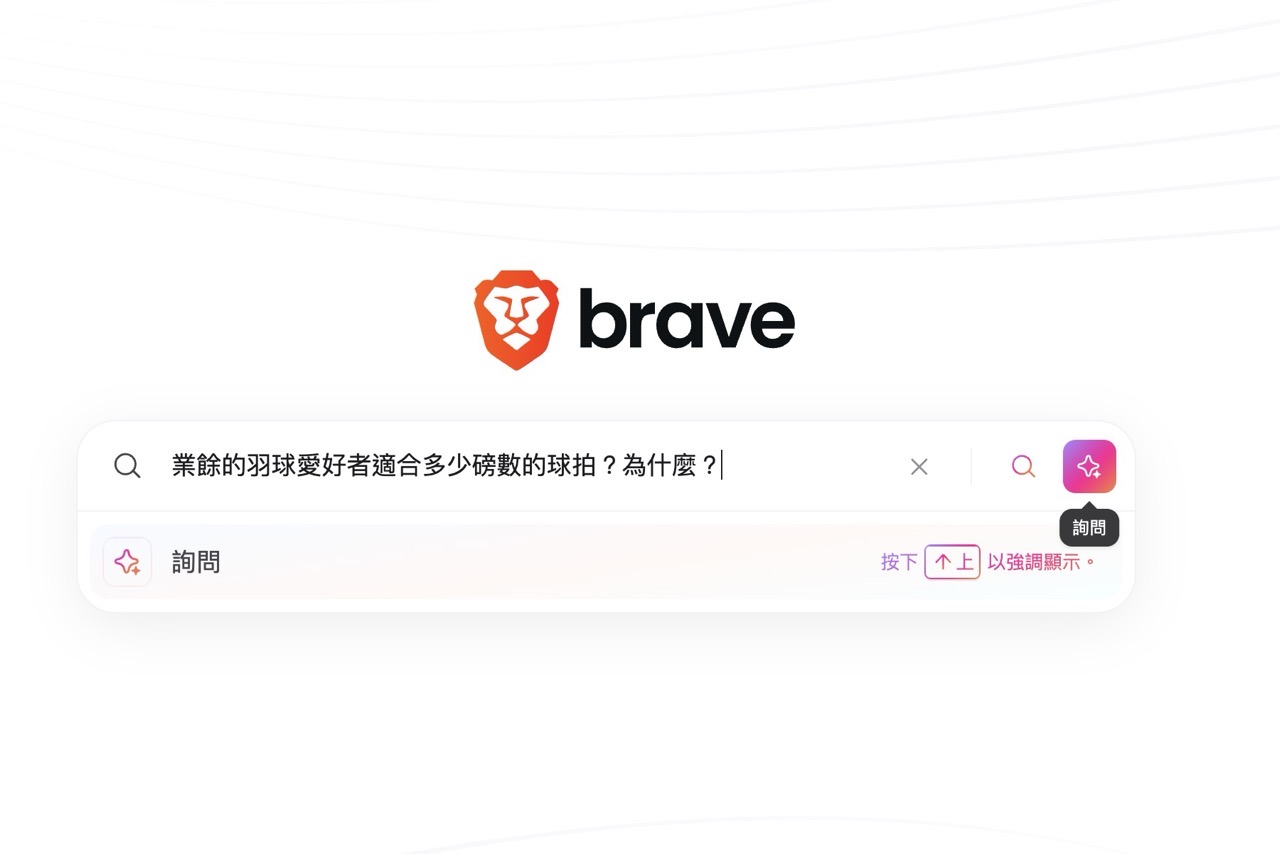 brave
業餘的羽球愛好者適合多少磅數的球拍？為什麼？
詢問
詢問
按下 ↑ 上 以強調顯示。